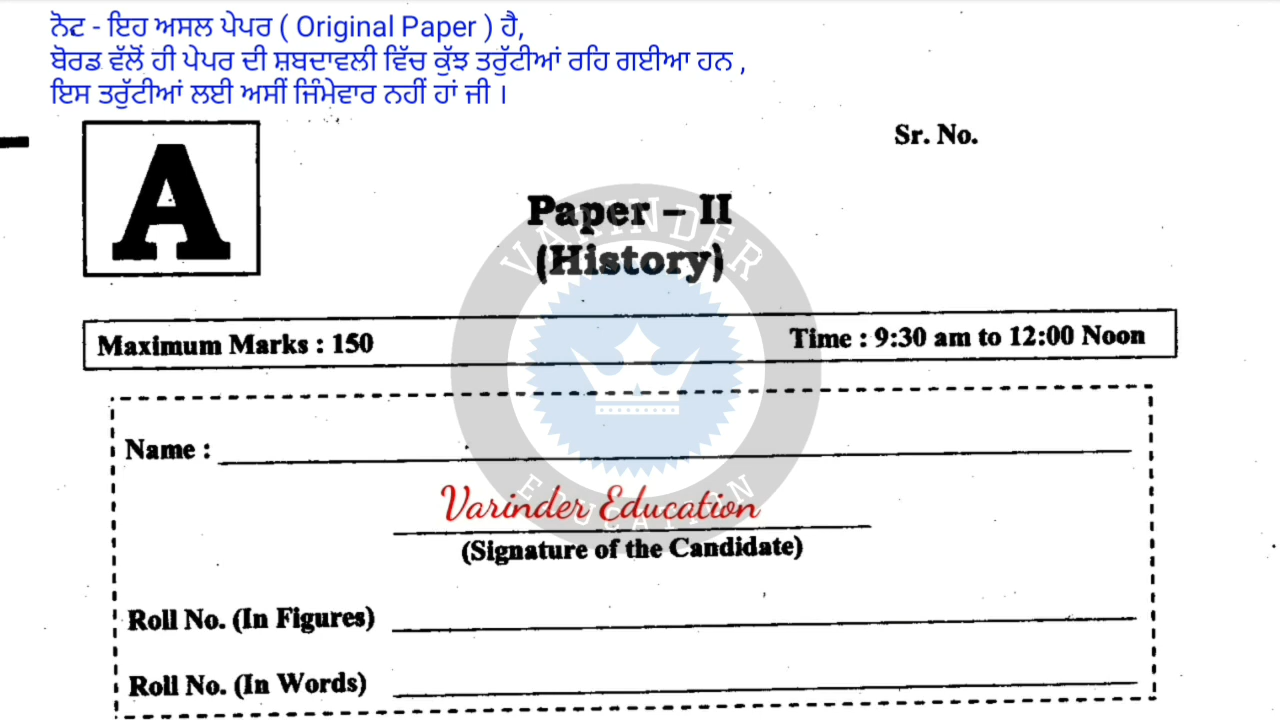 ਨੋਟ - ਇਹ ਅਸਲ ਪੇਪਰ ( Original Paper ) ਹੈ,
ਬੋਰਡ ਵੱਲੋਂ ਹੀ ਪੇਪਰ ਦੀ ਸ਼ਬਦਾਵਲੀ ਵਿੱਚ ਕੁੱਝ ਤਰੁੱਟੀਆਂ ਰਹਿ ਗਈਆ ਹਨ ,
ਇਸ ਤਰੁੱਟੀਆਂ ਲਈ ਅਸੀਂ ਜਿੰਮੇਵਾਰ ਨਹੀਂ ਹਾਂ ਜੀ ।
Sr. No.
A
Paper – II
(History)
VARINDER
Maximum Marks : 150 Time : 9:30 am to 12:00 Noon
Name :
Varinder Education
EDUCATION
(Signature of the Candidate)
Roll No. (In Figures)
Roll No. (In Words)